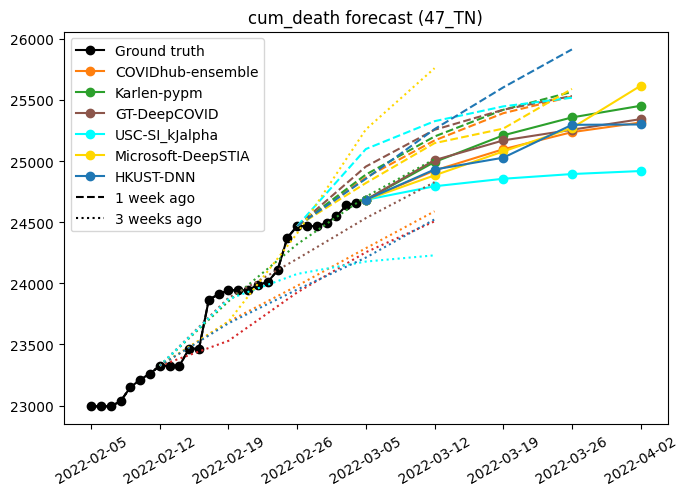 cum_death forecast (47_TN)
26000
25500
25000
24500
24000
23500
23000
Ground truth
COVIDhub-ensemble
Karlen-pypm
GT-DeepCOVID
USC-SI_kJalpha
Microsoft-DeepSTIA
HKUST-DNN
1 week ago
3 weeks ago
2022-02-05
2022-02-12
2022-02-19
2022-02-26
2022-03-05
2022-03-12
2022-03-19
2022-03-26
2022-04-02